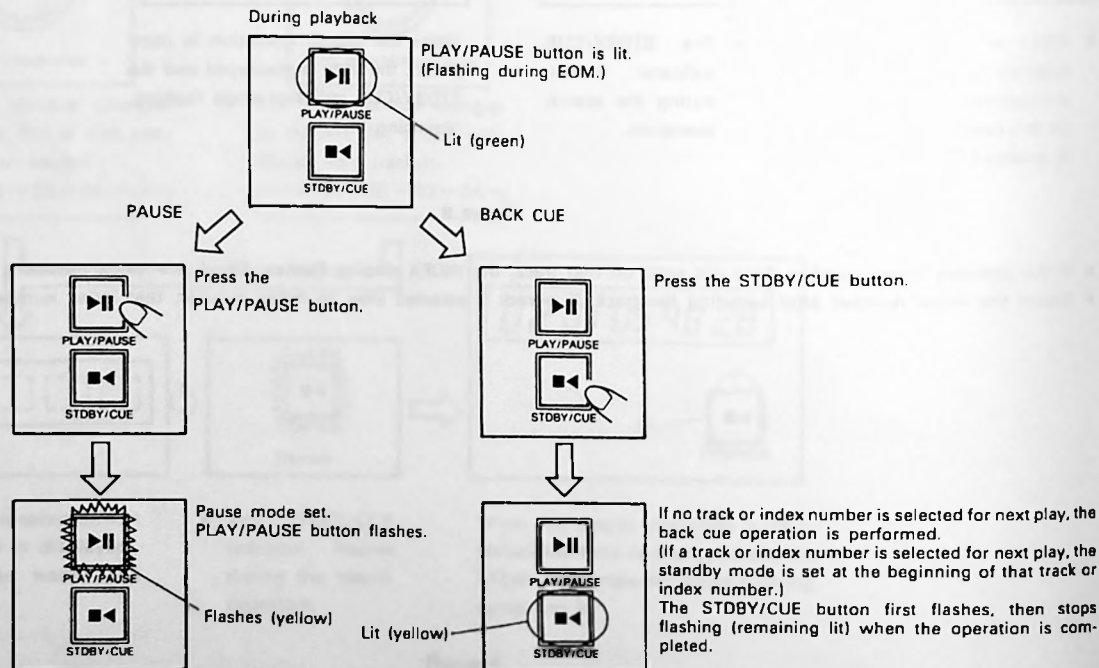 During playback
PLAY/PAUSE button is lit.
(Flashing during EOM.)
PLAY/PAUSE
Lit (green)
STDBY/CUE
PAUSE
BACK CUE
Press the
PLAY/PAUSE button.
PLAY/PAUSE
STDBY/CUE
Press the STDBY/CUE button.
PLAY/PAUSE
STDBY/CUE
Pause mode set.
PLAY/PAUSE button flashes.
PLAY/PAUSE
Flashes (yellow)
STDBY/CUE
PLAY/PAUSE
Lit (yellow)
STDBY/CUE
If no track or index number is selected for next play, the
back cue operation is performed.
(If a track or index number is selected for next play, the
standby mode is set at the beginning of that track or
index number.)
The STDBY/CUE button first flashes, then stops
flashing (remaining lit) when the operation is com-
pleted.